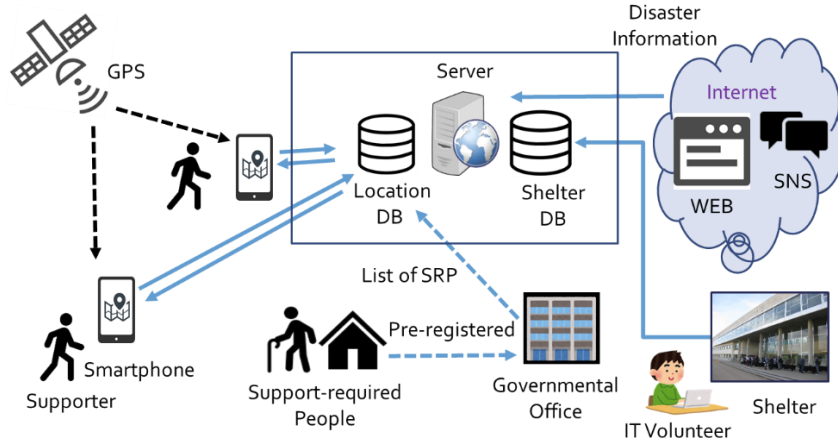 Disaster
Information
GPS
Server
Internet
Location
DB
Shelter
DB
WEB
SNS
List of SRP
Pre-registered
Smartphone
Supporter
Support-required
People
Governmental
Office
IT Volunteer
Shelter